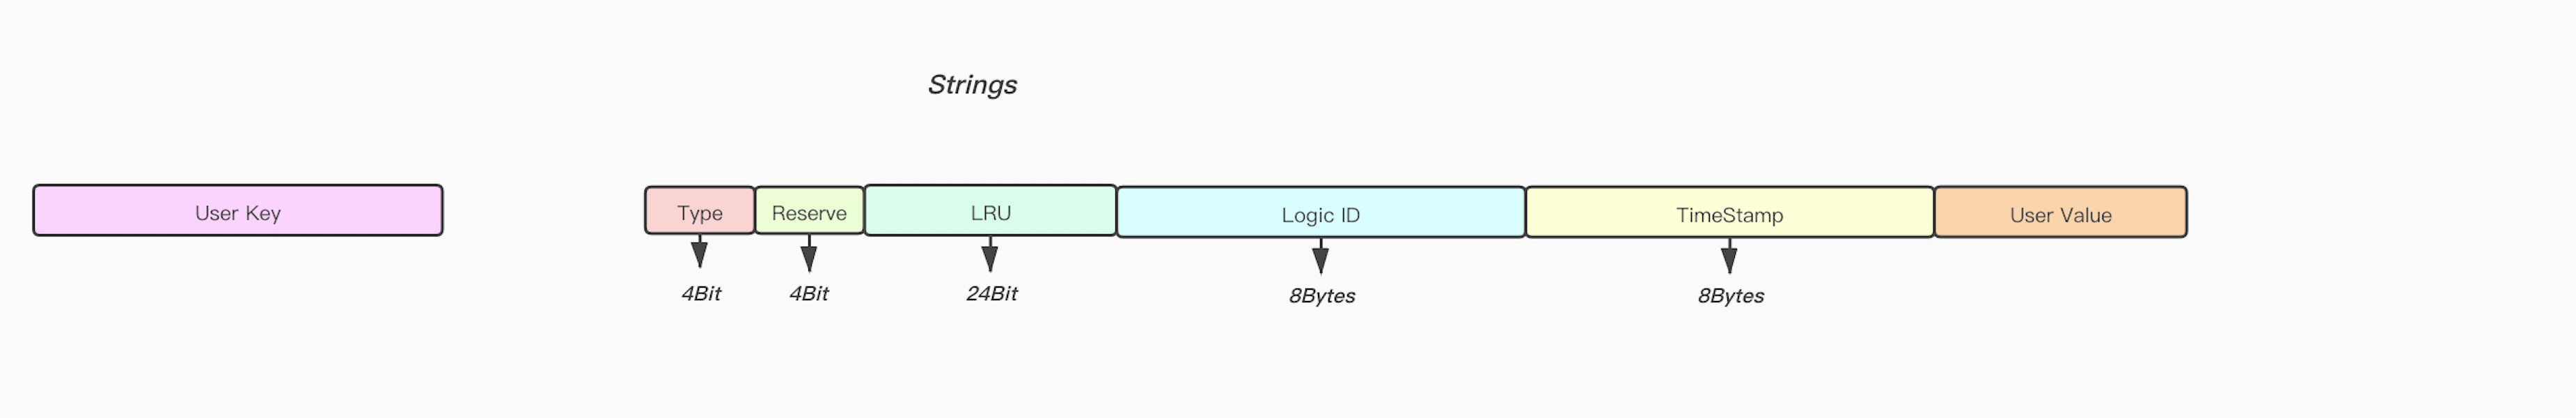 Strings
User Key
Type
Reserve
LRU
Logic ID
TimeStamp
User Value
4Bit
4Bit
24Bit
8Bytes
8Bytes